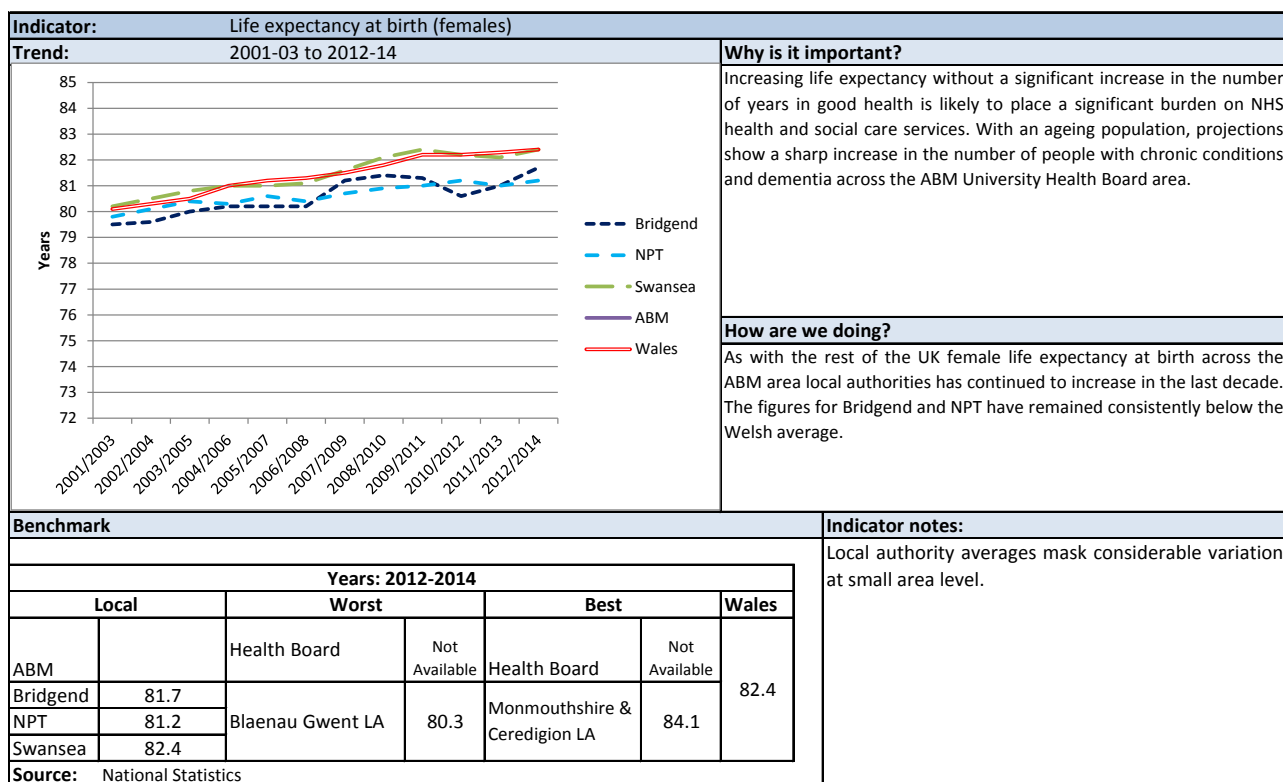 Indicator: Life expectancy at birth (females)
Trend: 2001-03 to 2012-14
85
84
83
82
81
80
79
78
77
76
75
74
73
72
Years
2001/2003
2002/2004
2003/2005
2004/2006
2005/2007
2006/2008
2007/2009
2008/2010
2009/2011
2010/2012
2011/2013
2012/2014
Bridgend
NPT
Swansea
ABM
Wales
Why is it important?
Increasing life expectancy without a significant increase in the number
of years in good health is likely to place a significant burden on NHS
health and social care services. With an ageing population, projections
show a sharp increase in the number of people with chronic conditions
and dementia across the ABM University Health Board area.
How are we doing?
As with the rest of the UK female life expectancy at birth across the
ABM area local authorities has continued to increase in the last decade.
The figures for Bridgend and NPT have remained consistently below the
Welsh average.
Benchmark
Years: 2012-2014
Local Worst Best Wales
ABM Health Board Not Available Health Board Not Available 82.4
Bridgend 81.7
NPT 81.2 Blaenau Gwent LA 80.3 Monmouthshire & Ceredigion LA 84.1
Swansea 82.4
Source: National Statistics
Indicator notes:
Local authority averages mask considerable variation
at small area level.